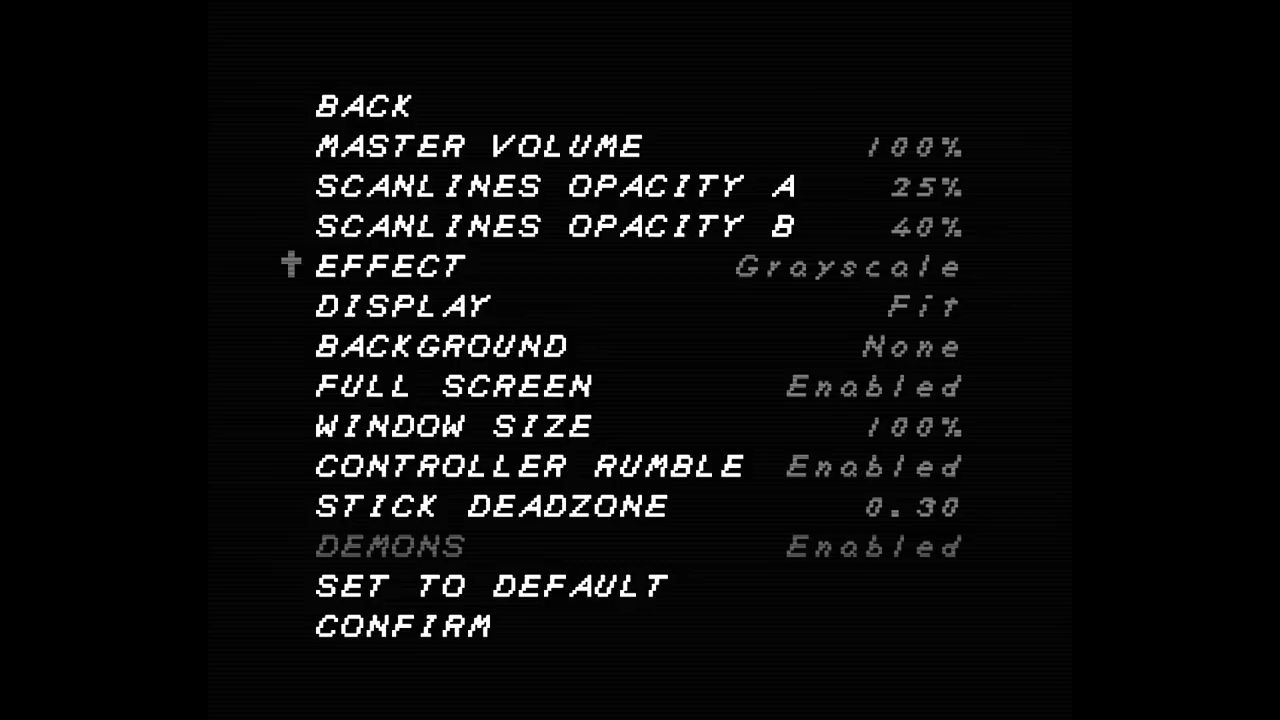 BACK
MASTER VOLUME 100%
SCANLINES OPACITY A 25%
SCANLINES OPACITY B 40%
EFFECT Grayscale
DISPLAY Fit
BACKGROUND None
FULL SCREEN Enabled
WINDOW SIZE 100%
CONTROLLER RUMBLE Enabled
STICK DEADZONE 0.30
DEMONS Enabled
SET TO DEFAULT
CONFIRM